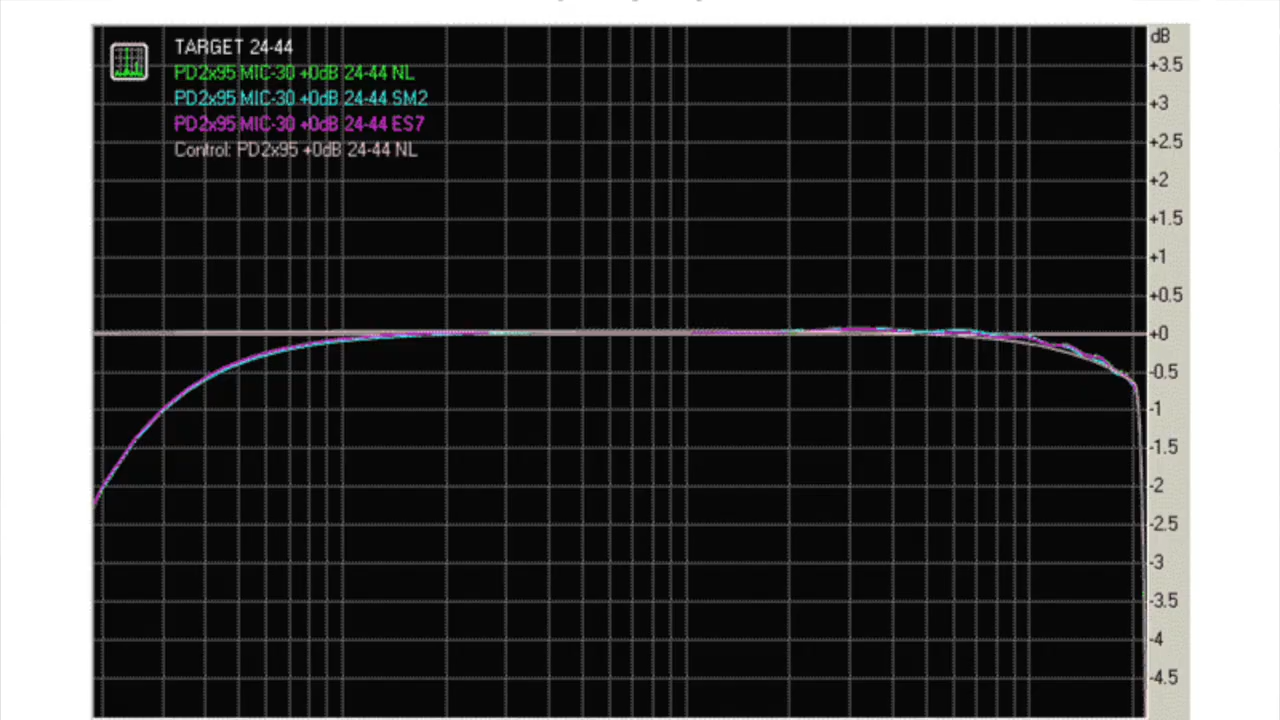 TARGET 24-44
PD2x95 MIC-30 +0dB 24-44 NL
PD2x95 MIC-30 +0dB 24-44 SM2
PD2x95 MIC-30 +0dB 24-44 ES7
Control: PD2x95 +0dB 24-44 NL
dB
+3.5
+3
+2.5
+2
+1.5
+1
+0.5
+0
-0.5
-1
-1.5
-2
-2.5
-3
-3.5
-4
-4.5